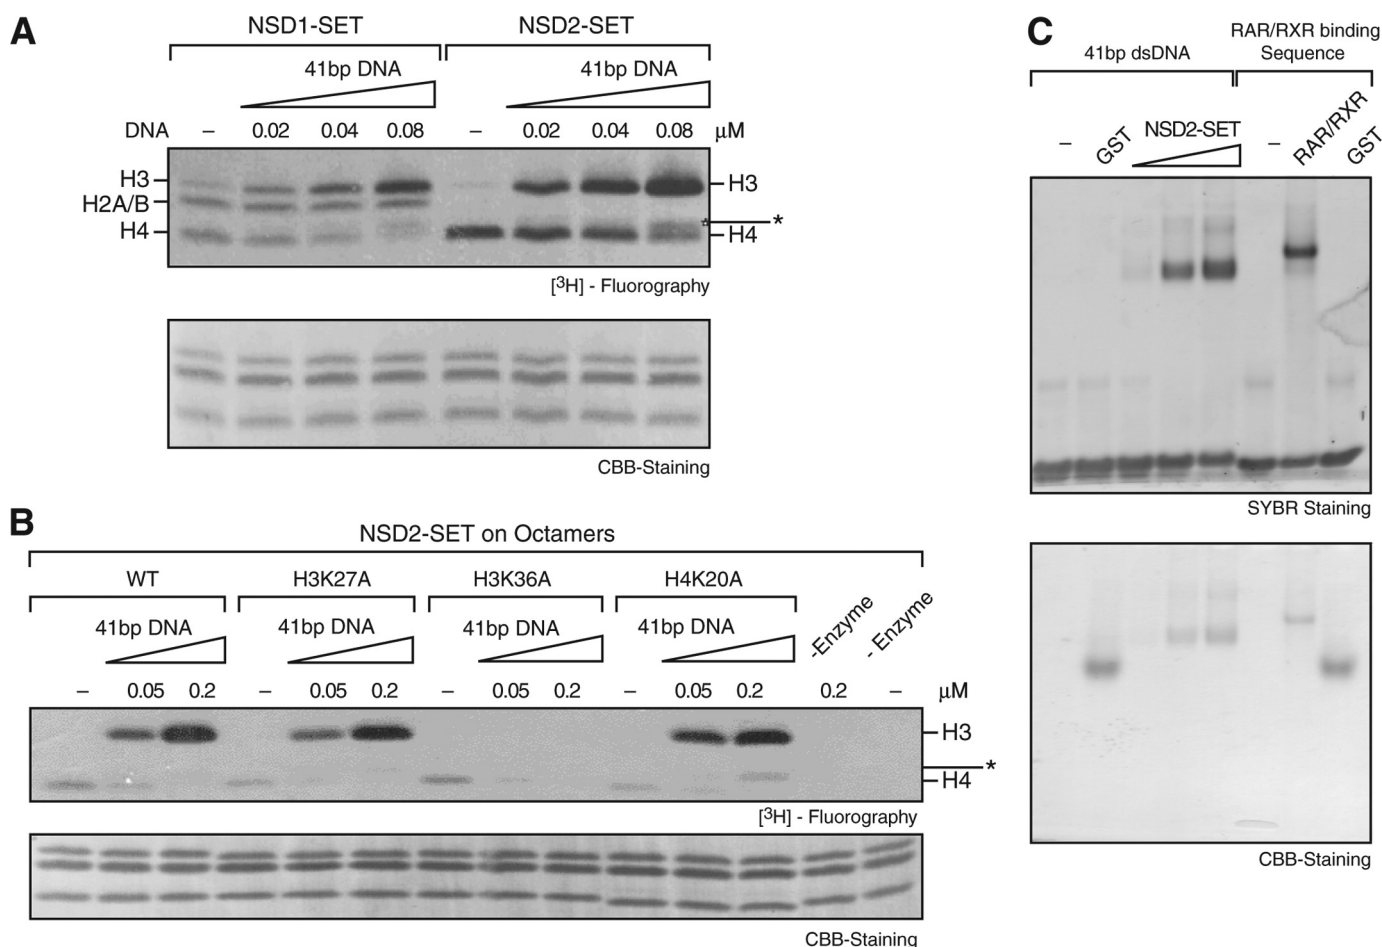 A
NSD1-SET NSD2-SET
41bp DNA 41bp DNA
DNA – 0.02 0.04 0.08 – 0.02 0.04 0.08 μM
H3
H2A/B
H4
H3
*
H4
[3H] - Fluorography
CBB-Staining
B
NSD2-SET on Octamers
WT H3K27A H3K36A H4K20A
41bp DNA 41bp DNA 41bp DNA 41bp DNA -Enzyme - Enzyme
– 0.05 0.2 – 0.05 0.2 – 0.05 0.2 – 0.05 0.2 0.2 – μM
H3
*
H4
[3H] - Fluorography
CBB-Staining
C
41bp dsDNA
RAR/RXR binding
Sequence
– GST NSD2-SET – RAR/RXR GST
SYBR Staining
CBB-Staining